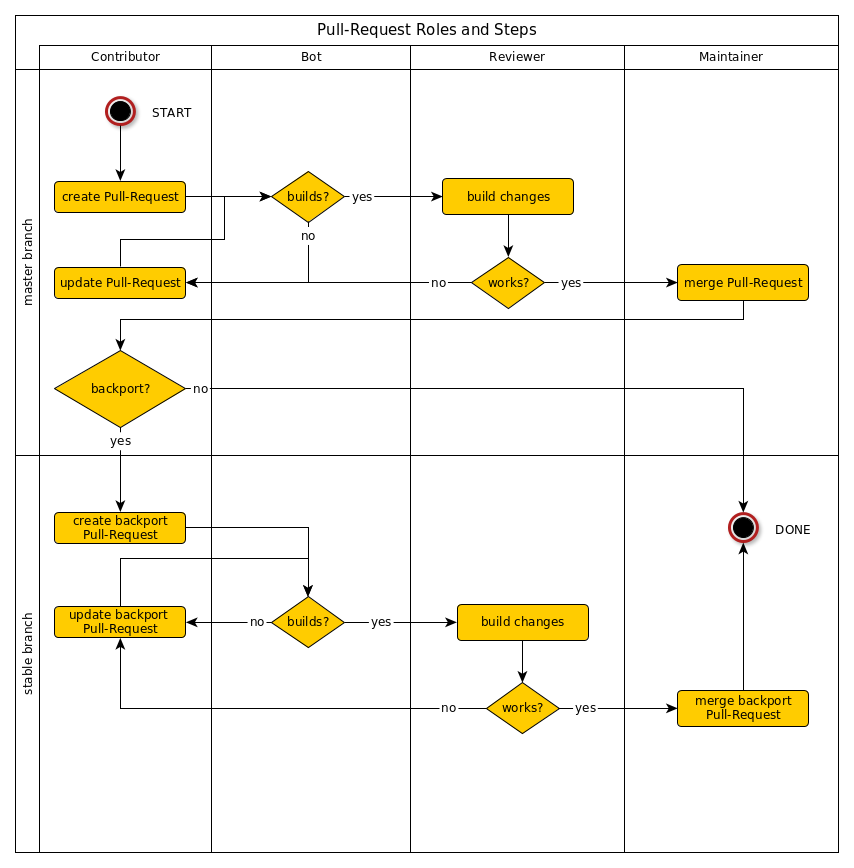 Pull-Request Roles and Steps
Contributor
Bot
Reviewer
Maintainer
master branch
START
create Pull-Request
builds?
yes
build changes
no
update Pull-Request
no
works?
yes
merge Pull-Request
backport?
no
yes
stable branch
create backport
Pull-Request
DONE
update backport
Pull-Request
no
builds?
yes
build changes
no
works?
yes
merge backport
Pull-Request